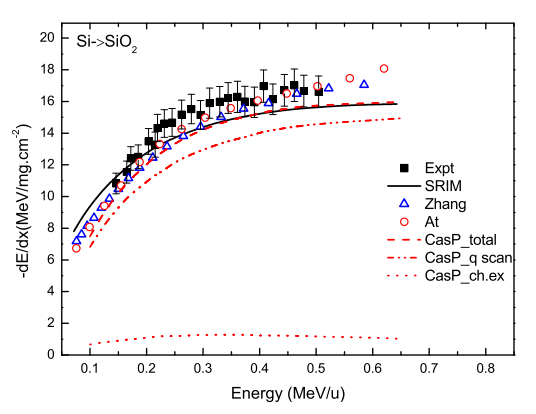 Si->SiO2
-dE/dx(MeV/mg.cm-2)
20
18
16
14
12
10
8
6
4
2
0
Expt
SRIM
Zhang
At
CasP_total
CasP_q scan
CasP_ch.ex
0.1 0.2 0.3 0.4 0.5 0.6 0.7 0.8
Energy (MeV/u)